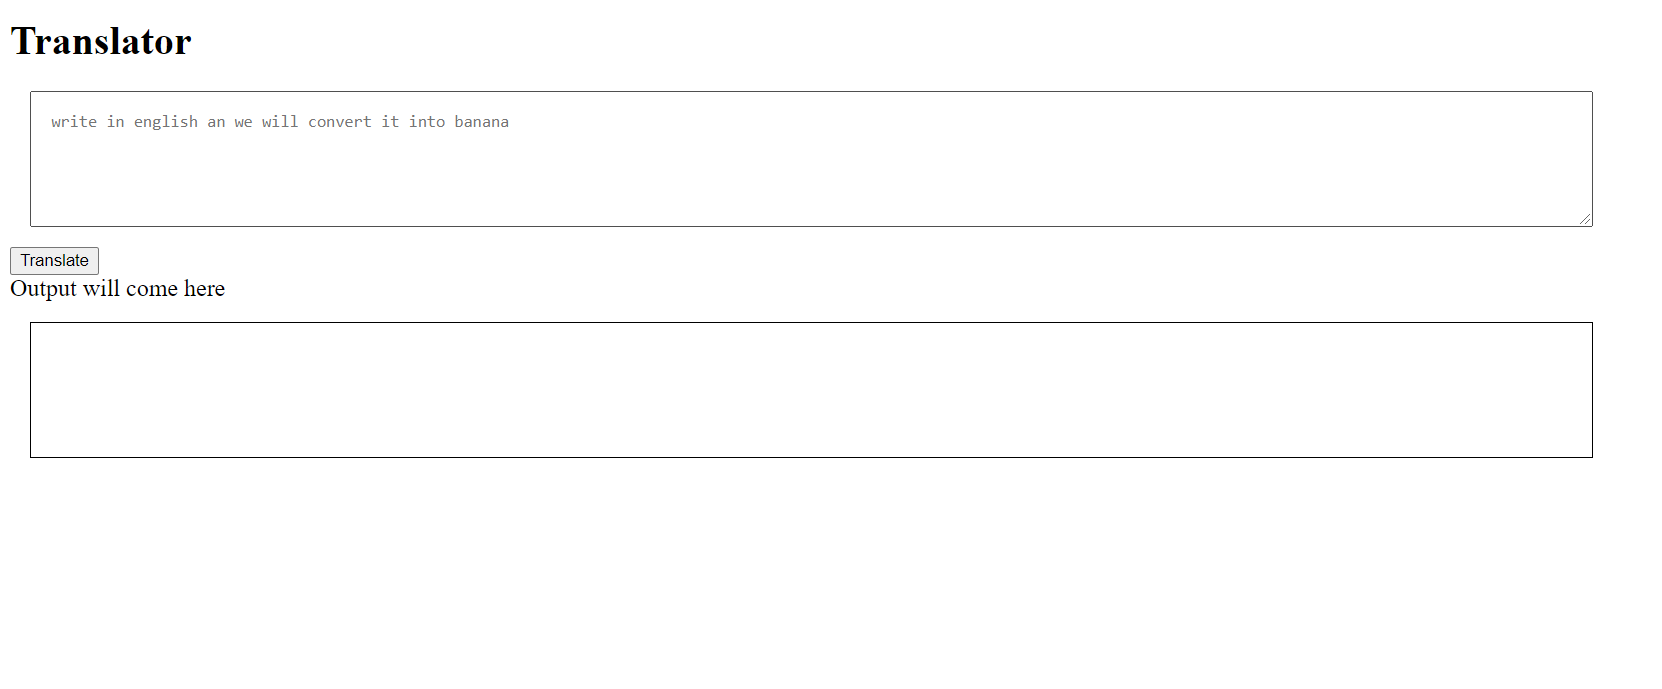 Translator
write in english an we will convert it into banana
Translate
Output will come here